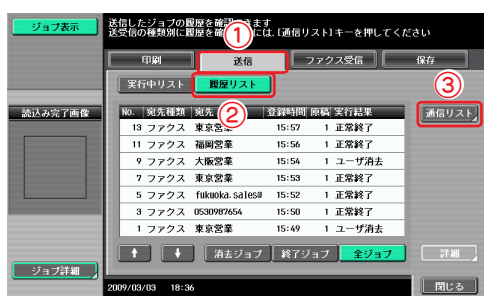 ジョブ表示
送信したジョブの履歴を確認できます
送受信の種類別に履歴を確 には、[通信リスト]キーを押してください
①
印刷
送信
ファクス受信
保存
実行中リスト
履歴リスト
③
読込み完了画像
②
No. 宛先種類 宛先 登録時間 原稿 実行結果
通信リスト
13 ファクス 東京営業 15:57 1 正常終了
11 ファクス 福岡営業 15:56 1 正常終了
9 ファクス 大阪営業 15:54 1 ユーザ消去
7 ファクス 東京営業 15:53 1 正常終了
5 ファクス fukuoka.sales@ 15:52 1 正常終了
3 ファクス 0530987654 15:50 1 正常終了
1 ファクス 東京営業 15:49 1 ユーザ消去
↑
↓
消去ジョブ
終了ジョブ
全ジョブ
詳細
ジョブ詳細
2009/03/03 18:36
閉じる